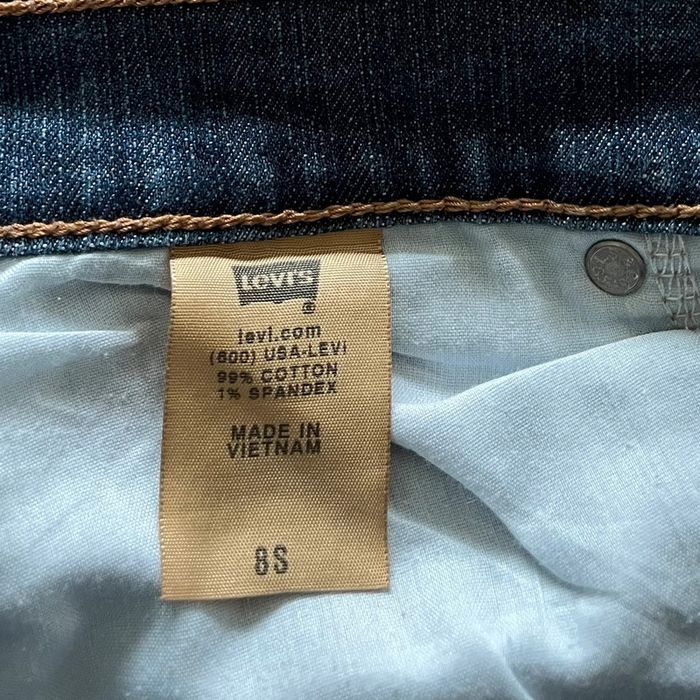 Levi's
®
levi.com
(800) USA-LEVI
99% COTTON
1% SPANDEX
MADE IN
VIETNAM
8S